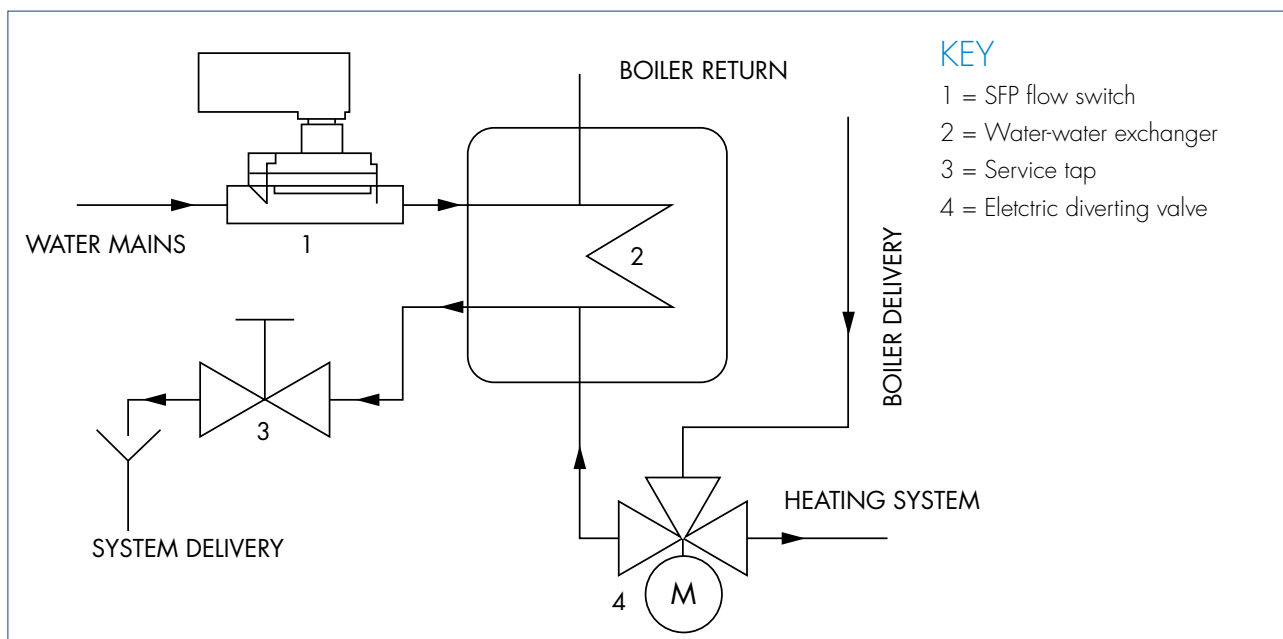 BOILER RETURN
KEY
1 = SFP flow switch
2 = Water-water exchanger
3 = Service tap
4 = Eletctric diverting valve
WATER MAINS
1
2
BOILER DELIVERY
3
SYSTEM DELIVERY
HEATING SYSTEM
4
M